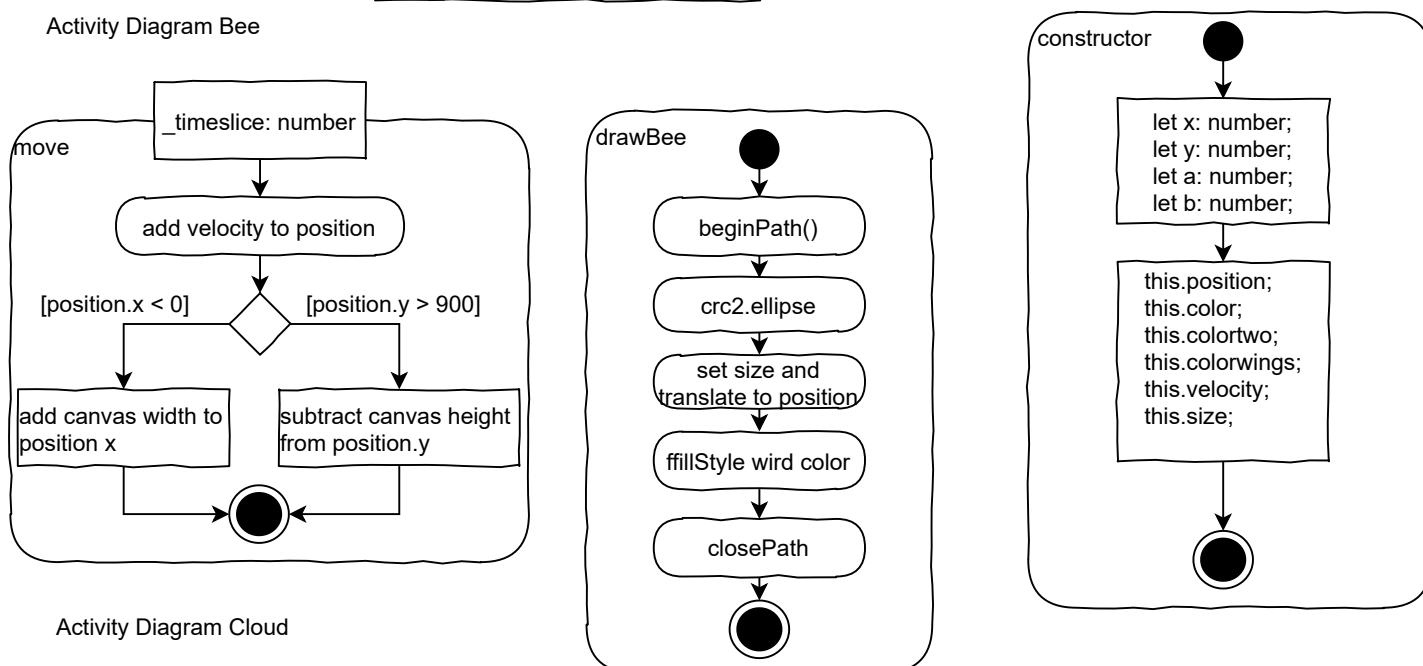 Activity Diagram Bee
move
_timeslice: number
add velocity to position
[position.x < 0]
[position.y > 900]
add canvas width to
position x
subtract canvas height
from position.y
drawBee
beginPath()
crc2.ellipse
set size and
translate to position
ffillStyle wird color
closePath
constructor
let x: number;
let y: number;
let a: number;
let b: number;
this.position;
this.color;
this.colortwo;
this.colorwings;
this.velocity;
this.size;
Activity Diagram Cloud